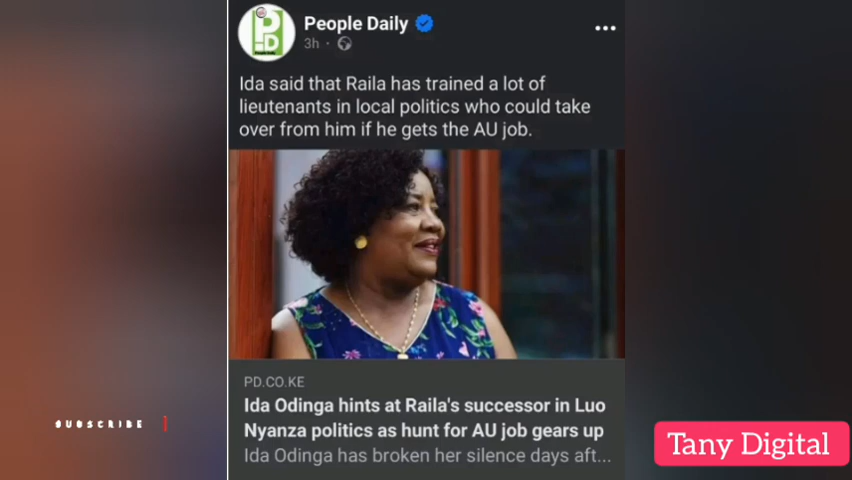 People Daily
3h ·
Ida said that Raila has trained a lot of
lieutenants in local politics who could take
over from him if he gets the AU job.
PD.CO.KE
Ida Odinga hints at Raila's successor in Luo
Nyanza politics as hunt for AU job gears up
Ida Odinga has broken her silence days aft...
SUBSCRIBE
Tany Digital